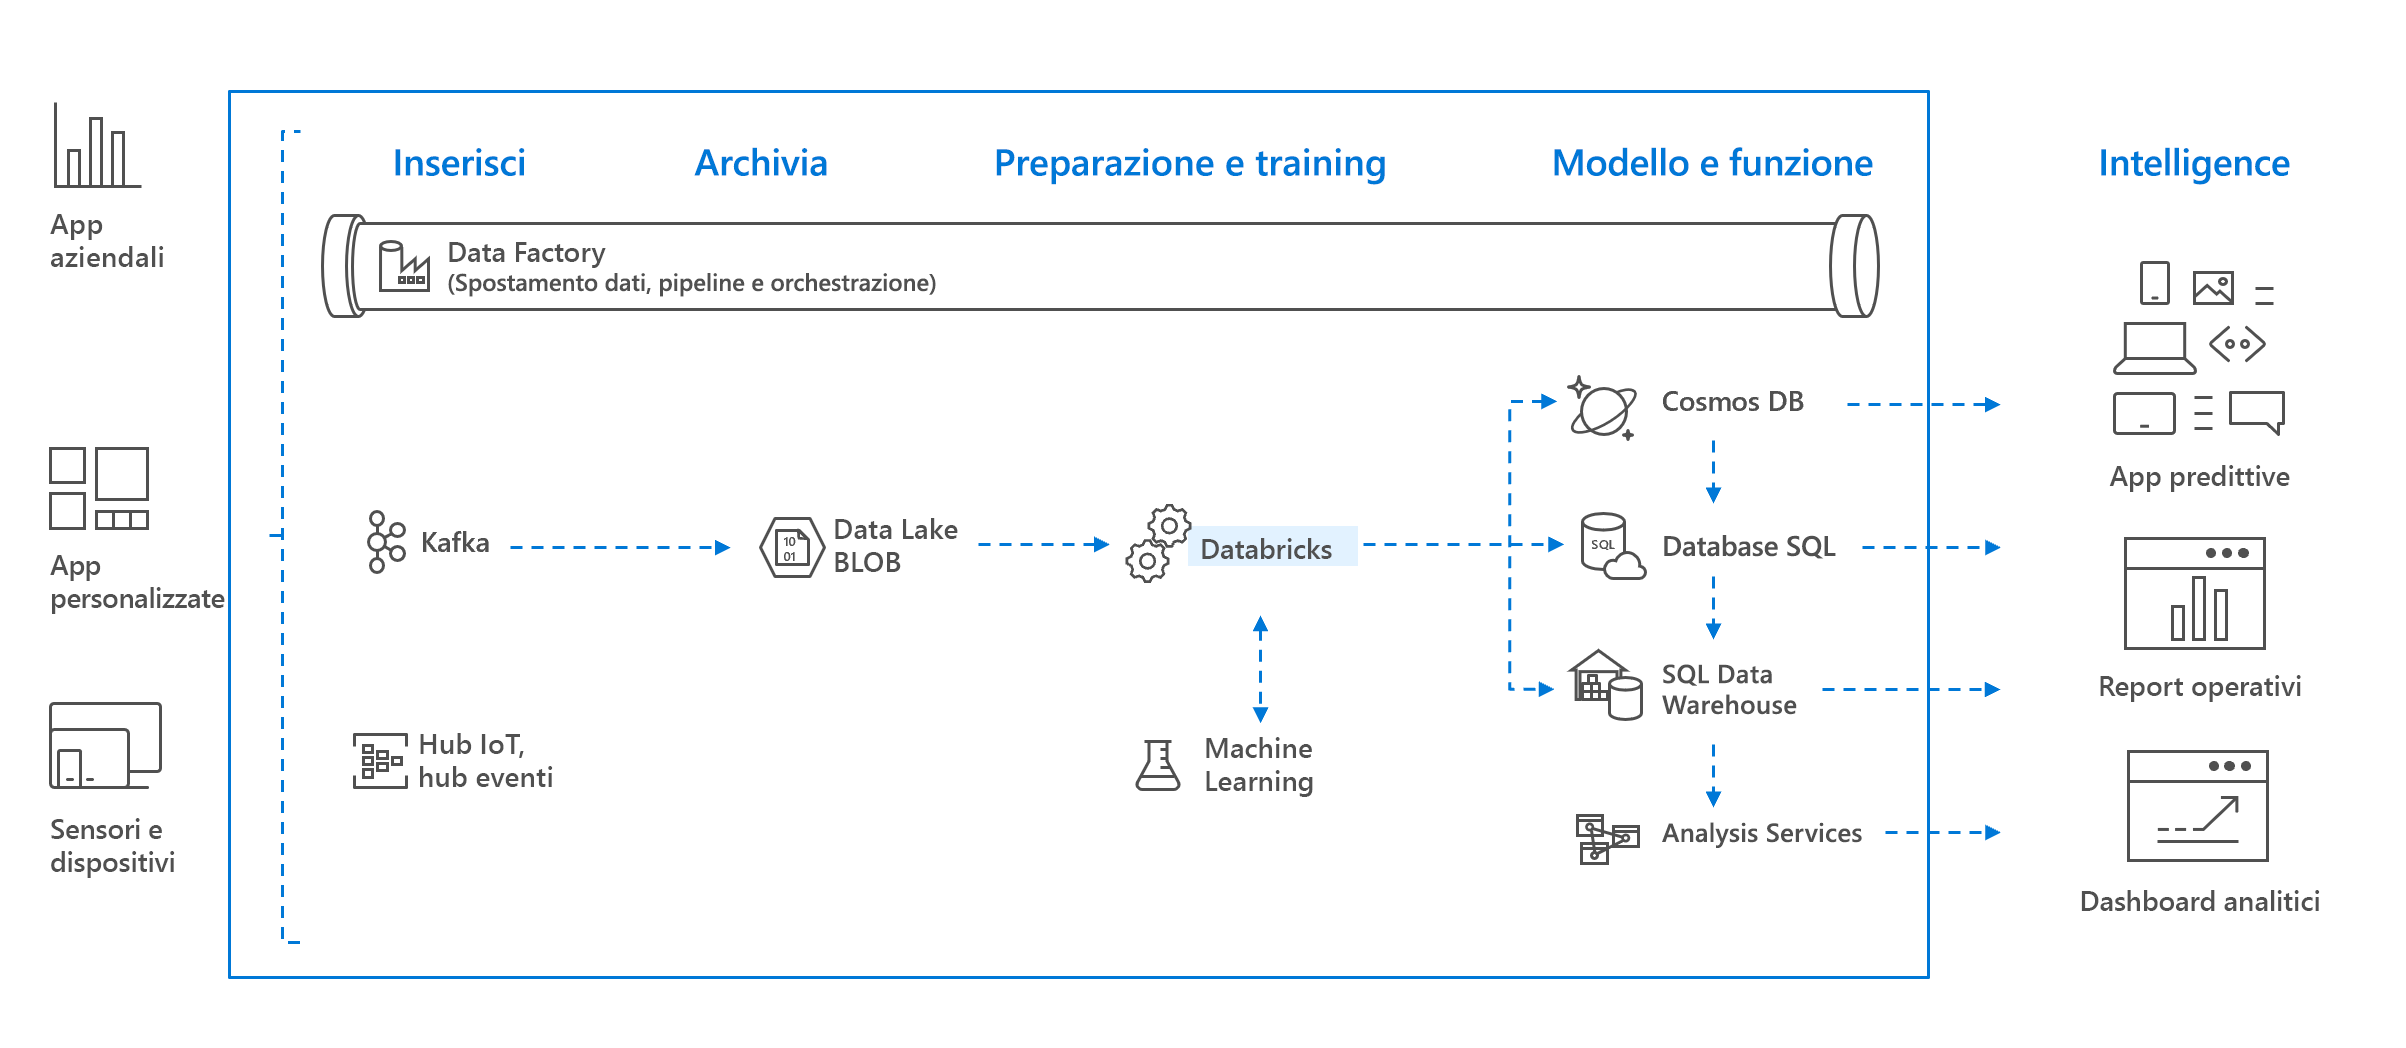 Inserisci
Archivia
Preparazione e training
Modello e funzione
Intelligence
App
aziendali
Data Factory
(Spostamento dati, pipeline e orchestrazione)
App
personalizzate
Sensori e
dispositivi
Kafka
Hub IoT,
hub eventi
10
01
Data Lake
BLOB
Databricks
Machine
Learning
Cosmos DB
SQL
Database SQL
SQL Data
Warehouse
Analysis Services
App predittive
Report operativi
Dashboard analitici